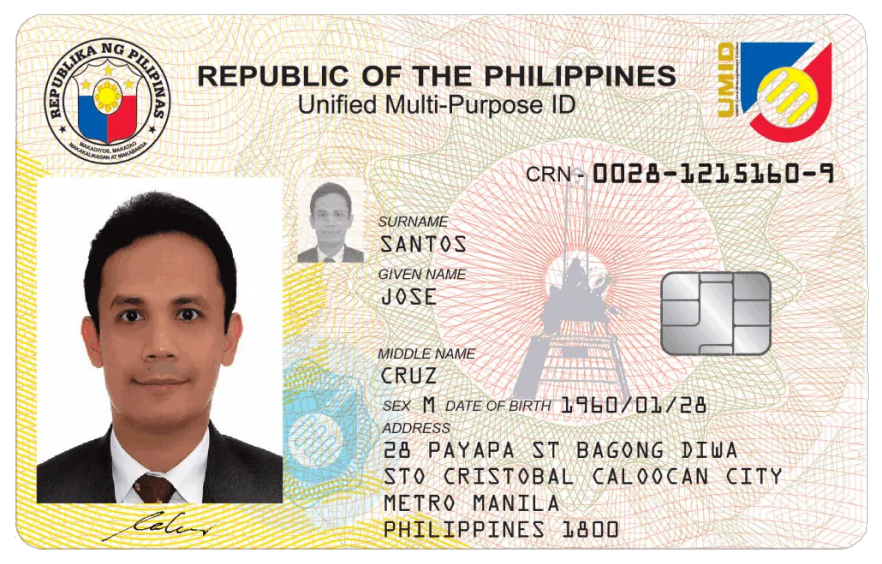 REPUBLIKA NG PILIPINAS
MAKADIYOS, MAKATAO
MAKAKALIKASAN AT MAKABANSA
REPUBLIC OF THE PHILIPPINES
Unified Multi-Purpose ID
UMID
CRN - 0028-1215160-9
SURNAME
SANTOS
GIVEN NAME
JOSE
MIDDLE NAME
CRUZ
SEX M DATE OF BIRTH 1960/01/28
ADDRESS
28 PAYAPA ST BAGONG DIWA
STO CRISTOBAL CALOOCAN CITY
METRO MANILA
PHILIPPINES 1800